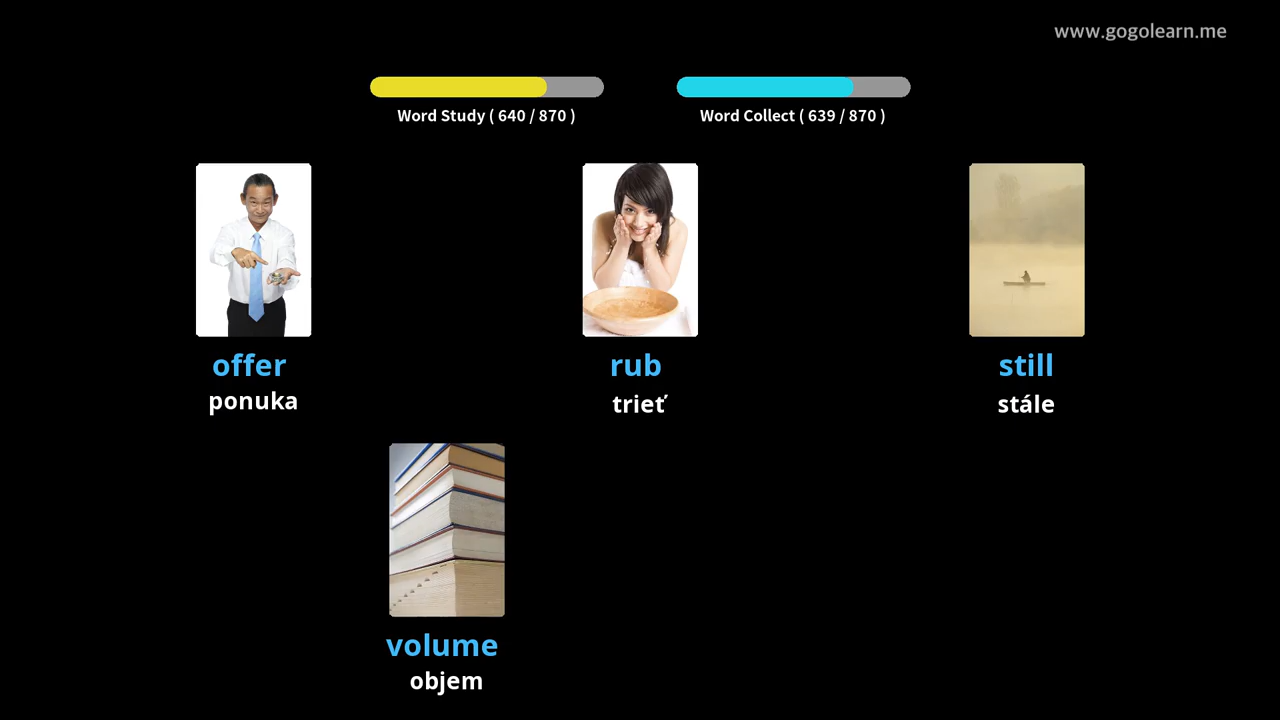 www.gogolearn.me
Word Study ( 640 / 870 )
Word Collect ( 639 / 870 )
offer
ponuka
rub
trieť
still
stále
volume
objem